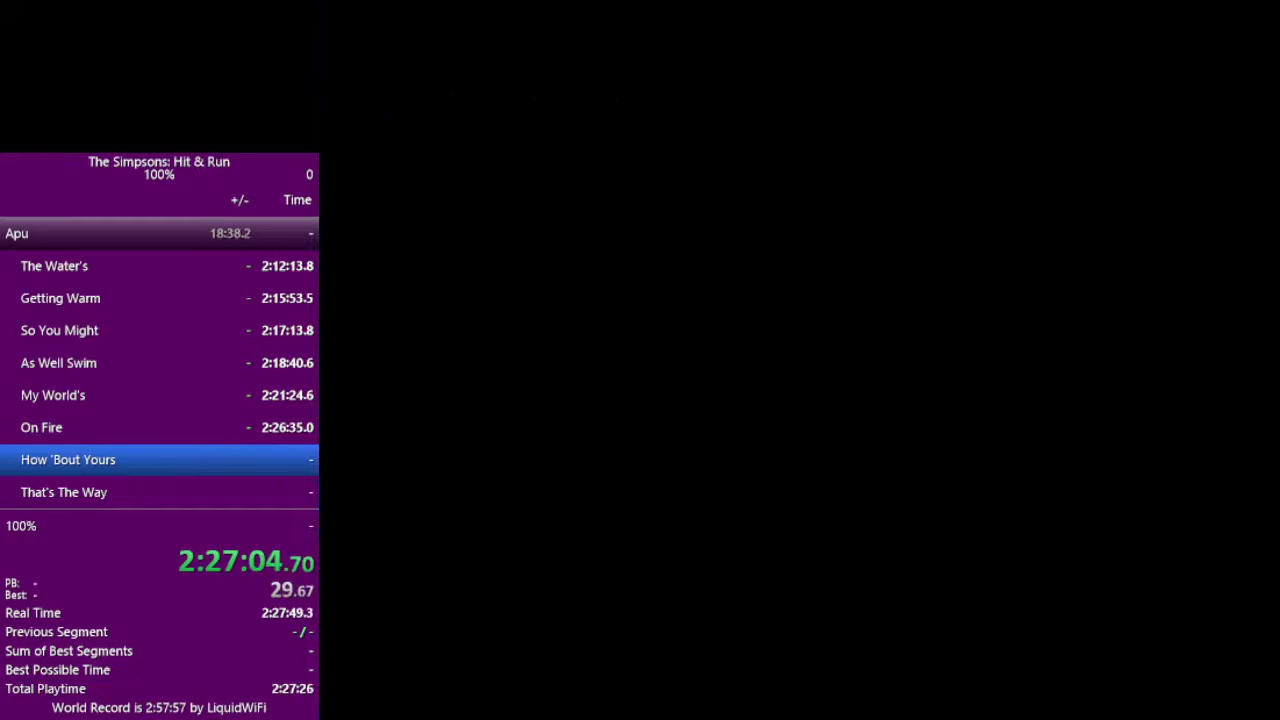 The Simpsons: Hit & Run
100% 0
+/- Time
Apu 18:38.2 -
The Water's - 2:12:13.8
Getting Warm - 2:15:53.5
So You Might - 2:17:13.8
As Well Swim - 2:18:40.6
My World's - 2:21:24.6
On Fire - 2:26:35.0
How 'Bout Yours -
That's The Way -
100% -
2:27:04.70
PB: -
Best: - 29.67
Real Time 2:27:49.3
Previous Segment - / -
Sum of Best Segments -
Best Possible Time -
Total Playtime 2:27:26
World Record is 2:57:57 by LiquidWiFi